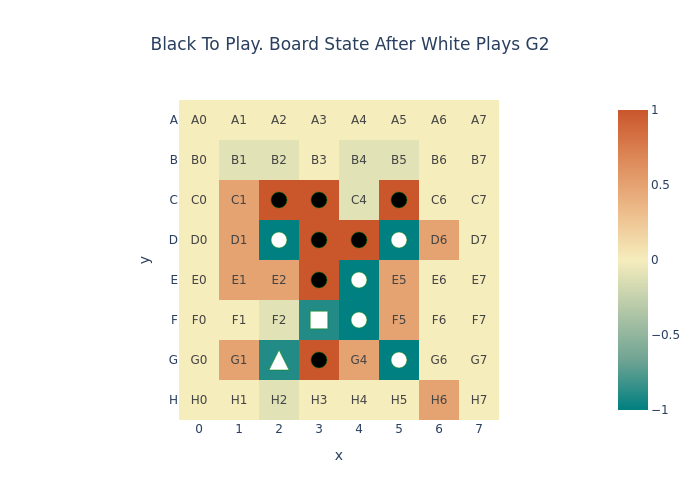 Black To Play. Board State After White Plays G2
A A0 A1 A2 A3 A4 A5 A6 A7
B B0 B1 B2 B3 B4 B5 B6 B7
C C0 C1 C4 C6 C7
D D0 D1 D6 D7
E E0 E1 E2 E5 E6 E7
F F0 F1 F2 F5 F6 F7
G G0 G1 G4 G6 G7
H H0 H1 H2 H3 H4 H5 H6 H7
0 1 2 3 4 5 6 7
x
y
1
0.5
0
−0.5
−1